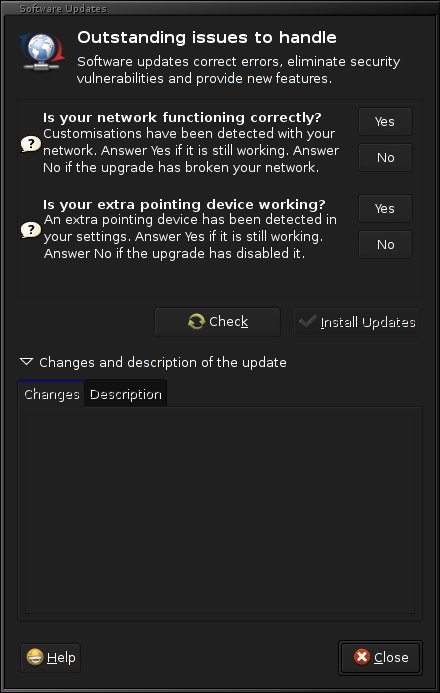 Software Updates
Outstanding issues to handle
Software updates correct errors, eliminate security
vulnerabilities and provide new features.
Is your network functioning correctly?
Customisations have been detected with your
network. Answer Yes if it is still working. Answer
No if the upgrade has broken your network.
Yes
No
Is your extra pointing device working?
An extra pointing device has been detected in
your settings. Answer Yes if it is still working.
Answer No if the upgrade has disabled it.
Yes
No
Check
Install Updates
Changes and description of the update
Changes
Description
Help
Close